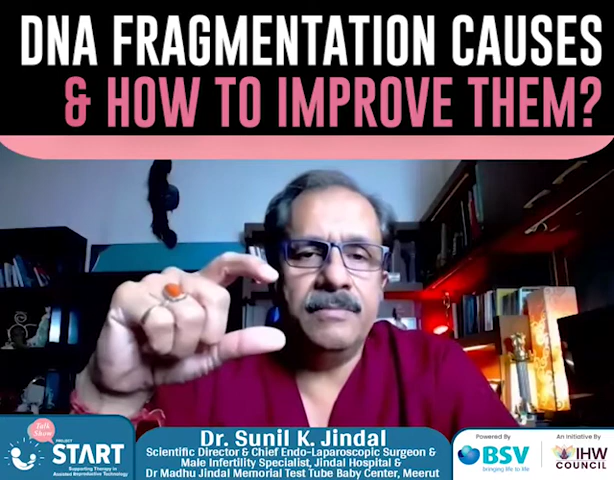 DNA FRAGMENTATION CAUSES
& HOW TO IMPROVE THEM?
Talk
Show
PROJECT
START
Supporting Therapy in
Assisted Reproductive Technology
Dr. Sunil K. Jindal
Scientific Director & Chief Endo-Laparoscopic Surgeon &
Male Infertility Specialist, Jindal Hospital &
Dr Madhu Jindal Memorial Test Tube Baby Center, Meerut
Powered By
BSV
bringing life to life
An Initiative By
IHW
COUNCIL